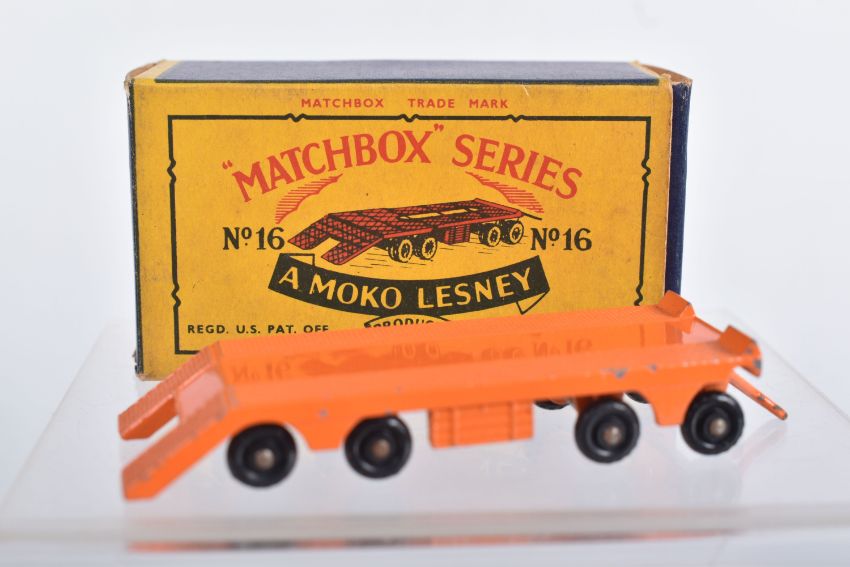 MATCHBOX TRADE MARK
"MATCHBOX" SERIES
Nº16 Nº16
A MOKO LESNEY
REGD. U.S. PAT. OFF.